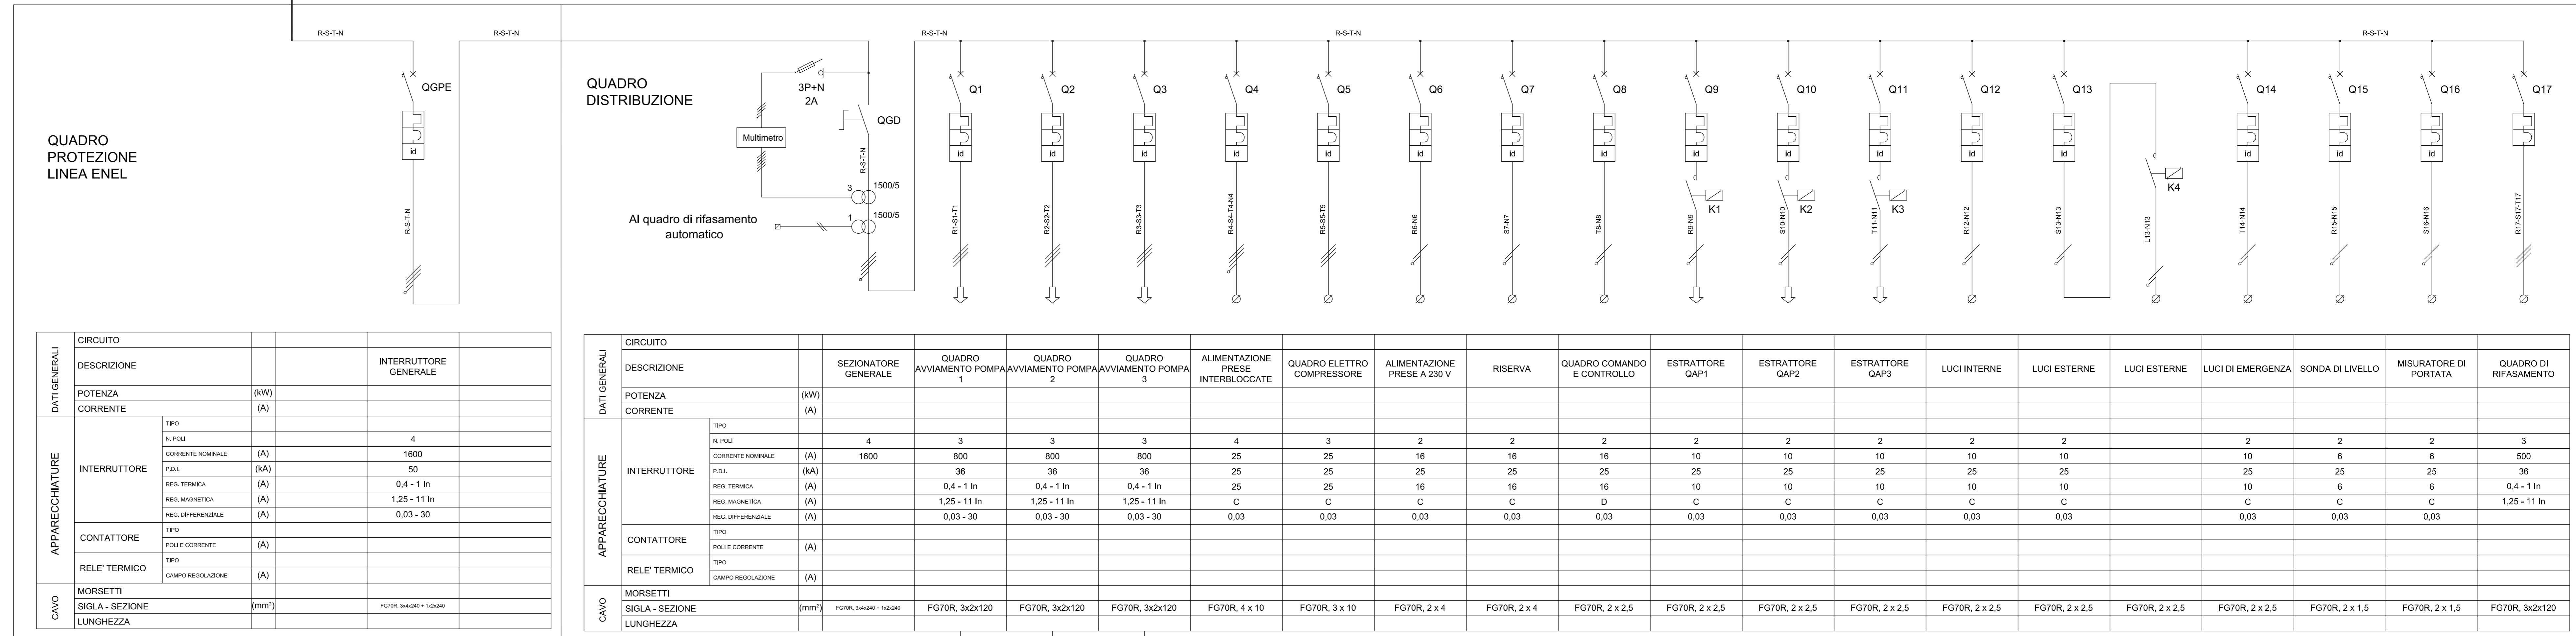 R-S-T-N
R-S-T-N
R-S-T-N
R-S-T-N
R-S-T-N
QUADRO
PROTEZIONE
LINEA ENEL
QGPE
id
R-S-T-N
QUADRO
DISTRIBUZIONE
3P+N
2A
Multimetro
QGD
R-S-T-N
3
1500/5
1
1500/5
Al quadro di rifasamento
automatico
Q1
id
R1-S1-T1
Q2
id
R2-S2-T2
Q3
id
R3-S3-T3
Q4
id
R4-S4-T4-N4
Q5
id
R5-S5-T5
Q6
id
R6-N6
Q7
id
S7-N7
Q8
id
T8-N8
Q9
id
K1
R9-N9
Q10
id
K2
S10-N10
Q11
id
K3
T11-N11
Q12
id
R12-N12
Q13
id
S13-N13
K4
L13-N13
Q14
id
T14-N14
Q15
id
R15-N15
Q16
id
S16-N16
Q17
R17-S17-T17
DATI GENERALI
CIRCUITO
DESCRIZIONE INTERRUTTORE
GENERALE
POTENZA (kW)
CORRENTE (A)
APPARECCHIATURE
INTERRUTTORE
TIPO
N. POLI 4
CORRENTE NOMINALE (A) 1600
P.D.I. (kA) 50
REG. TERMICA (A) 0,4 - 1 In
REG. MAGNETICA (A) 1,25 - 11 In
REG. DIFFERENZIALE (A) 0,03 - 30
CONTATTORE
TIPO
POLI E CORRENTE (A)
RELE' TERMICO
TIPO
CAMPO REGOLAZIONE (A)
CAVO
MORSETTI
SIGLA - SEZIONE (mm²) FG70R, 3x4x240 + 1x2x240
LUNGHEZZA
DATI GENERALI
CIRCUITO
DESCRIZIONE
SEZIONATORE
GENERALE
QUADRO
AVVIAMENTO POMPA
1
QUADRO
AVVIAMENTO POMPA
2
QUADRO
AVVIAMENTO POMPA
3
ALIMENTAZIONE
PRESE
INTERBLOCCATE
QUADRO ELETTRO
COMPRESSORE
ALIMENTAZIONE
PRESE A 230 V
RISERVA
QUADRO COMANDO
E CONTROLLO
ESTRATTORE
QAP1
ESTRATTORE
QAP2
ESTRATTORE
QAP3
LUCI INTERNE
LUCI ESTERNE
LUCI ESTERNE
LUCI DI EMERGENZA
SONDA DI LIVELLO
MISURATORE DI
PORTATA
QUADRO DI
RIFASAMENTO
POTENZA (kW)
CORRENTE (A)
APPARECCHIATURE
INTERRUTTORE
TIPO
N. POLI 4 3 3 3 4 3 2 2 2 2 2 2 2 2 2 2 2 3
CORRENTE NOMINALE (A) 1600 800 800 800 25 25 16 16 16 10 10 10 10 10 10 6 6 500
P.D.I. (kA) 36 36 36 25 25 25 25 25 25 25 25 25 25 25 25 25 36
REG. TERMICA (A) 0,4 - 1 In 0,4 - 1 In 0,4 - 1 In 25 25 16 16 16 10 10 10 10 10 10 6 6 0,4 - 1 In
REG. MAGNETICA (A) 1,25 - 11 In 1,25 - 11 In 1,25 - 11 In C C C C D C C C C C C C C 1,25 - 11 In
REG. DIFFERENZIALE (A) 0,03 - 30 0,03 - 30 0,03 - 30 0,03 0,03 0,03 0,03 0,03 0,03 0,03 0,03 0,03 0,03 0,03 0,03 0,03
CONTATTORE
TIPO
POLI E CORRENTE (A)
RELE' TERMICO
TIPO
CAMPO REGOLAZIONE (A)
CAVO
MORSETTI
SIGLA - SEZIONE (mm²) FG70R, 3x4x240 + 1x2x240 FG70R, 3x2x120 FG70R, 3x2x120 FG70R, 3x2x120 FG70R, 4 x 10 FG70R, 3 x 10 FG70R, 2 x 4 FG70R, 2 x 4 FG70R, 2 x 2,5 FG70R, 2 x 2,5 FG70R, 2 x 2,5 FG70R, 2 x 2,5 FG70R, 2 x 2,5 FG70R, 2 x 2,5 FG70R, 2 x 2,5 FG70R, 2 x 2,5 FG70R, 2 x 1,5 FG70R, 2 x 1,5 FG70R, 3x2x120
LUNGHEZZA